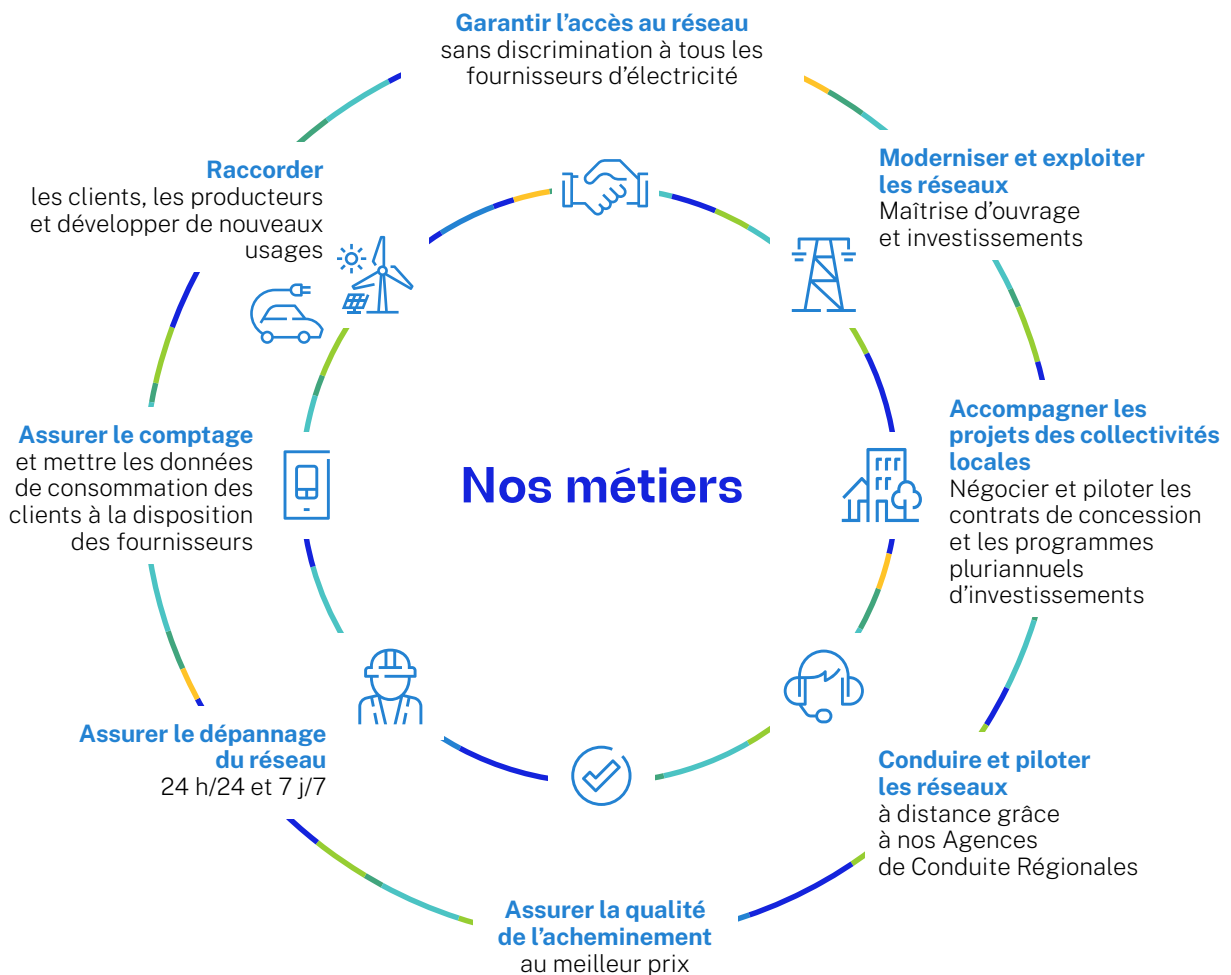 Garantir l’accès au réseau
sans discrimination à tous les
fournisseurs d’électricité
Moderniser et exploiter
les réseaux
Maîtrise d’ouvrage
et investissements
Accompagner les
projets des collectivités
locales
Négocier et piloter les
contrats de concession
et les programmes
pluriannuels
d’investissements
Conduire et piloter
les réseaux
à distance grâce
à nos Agences
de Conduite Régionales
Assurer la qualité
de l’acheminement
au meilleur prix
Assurer le dépannage
du réseau
24 h/24 et 7 j/7
Assurer le comptage
et mettre les données
de consommation des
clients à la disposition
des fournisseurs
Raccorder
les clients, les producteurs
et développer de nouveaux
usages
Nos métiers